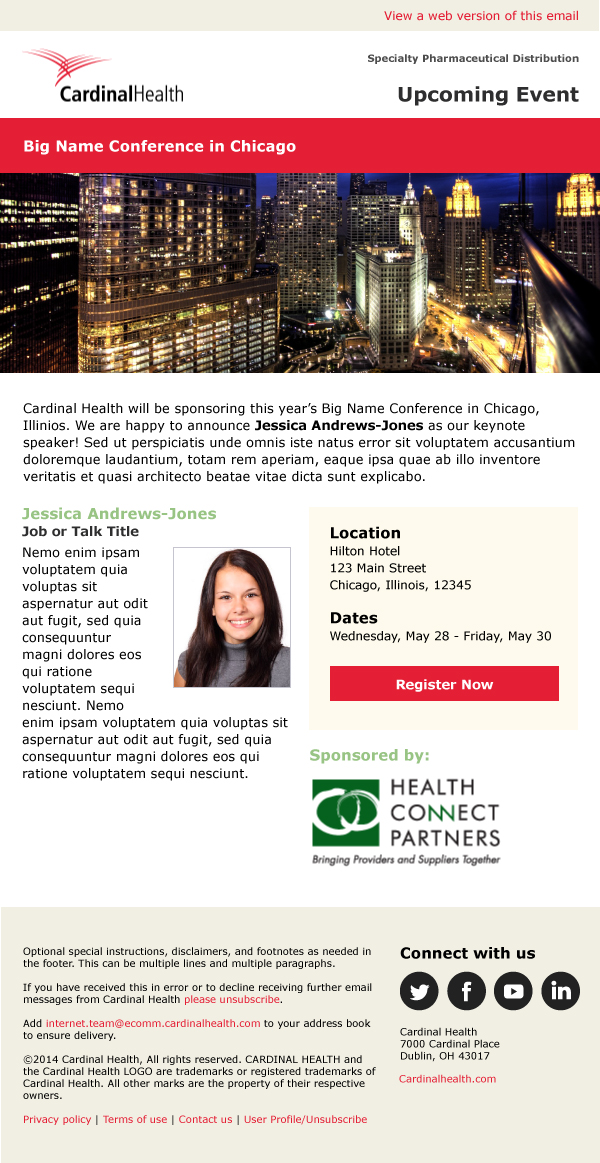 View a web version of this email
CardinalHealth
Specialty Pharmaceutical Distribution
Upcoming Event
Big Name Conference in Chicago
Cardinal Health will be sponsoring this year’s Big Name Conference in Chicago,
Illinios. We are happy to announce Jessica Andrews-Jones as our keynote
speaker! Sed ut perspiciatis unde omnis iste natus error sit voluptatem accusantium
doloremque laudantium, totam rem aperiam, eaque ipsa quae ab illo inventore
veritatis et quasi architecto beatae vitae dicta sunt explicabo.
Jessica Andrews-Jones
Job or Talk Title
Nemo enim ipsam
voluptatem quia
voluptas sit
aspernatur aut odit
aut fugit, sed quia
consequuntur
magni dolores eos
qui ratione
voluptatem sequi
nesciunt. Nemo
enim ipsam voluptatem quia voluptas sit
aspernatur aut odit aut fugit, sed quia
consequuntur magni dolores eos qui
ratione voluptatem sequi nesciunt.
Location
Hilton Hotel
123 Main Street
Chicago, Illinois, 12345
Dates
Wednesday, May 28 - Friday, May 30
Register Now
Sponsored by:
HEALTH
CONNECT
PARTNERS
Bringing Providers and Suppliers Together
Optional special instructions, disclaimers, and footnotes as needed in
the footer. This can be multiple lines and multiple paragraphs.
If you have received this in error or to decline receiving further email
messages from Cardinal Health please unsubscribe.
Add internet.team@ecomm.cardinalhealth.com to your address book
to ensure delivery.
©2014 Cardinal Health, All rights reserved. CARDINAL HEALTH and
the Cardinal Health LOGO are trademarks or registered trademarks of
Cardinal Health. All other marks are the property of their respective
owners.
Privacy policy | Terms of use | Contact us | User Profile/Unsubscribe
Connect with us
Cardinal Health
7000 Cardinal Place
Dublin, OH 43017
Cardinalhealth.com